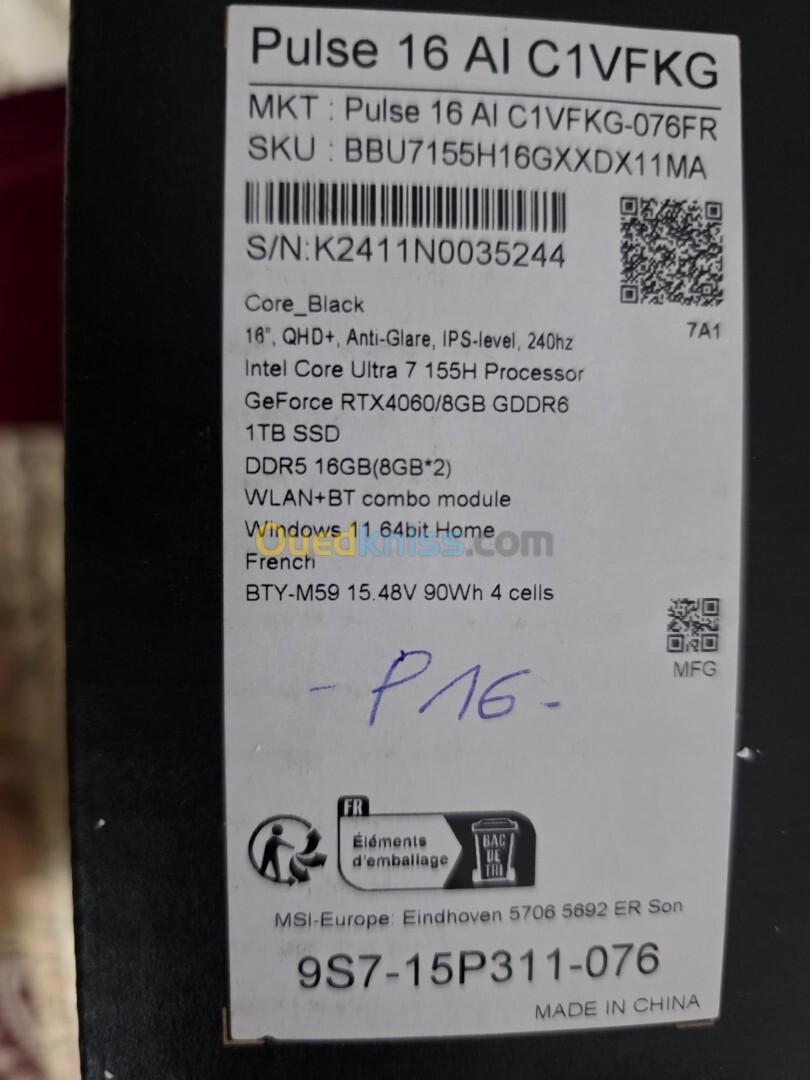 Pulse 16 AI C1VFKG
MKT : Pulse 16 AI C1VFKG-076FR
SKU : BBU7155H16GXXDX11MA
S/N:K2411N0035244
7A1
Core_Black
16", QHD+, Anti-Glare, IPS-level, 240hz
Intel Core Ultra 7 155H Processor
GeForce RTX4060/8GB GDDR6
1TB SSD
DDR5 16GB(8GB*2)
WLAN+BT combo module
Windows 11 64bit Home
Ouedkniss.com
French
BTY-M59 15.48V 90Wh 4 cells
MFG
- P16 -
FR
Éléments
d'emballage
BAC
DE
TRI
MSI-Europe: Eindhoven 5706 5692 ER Son
9S7-15P311-076
MADE IN CHINA